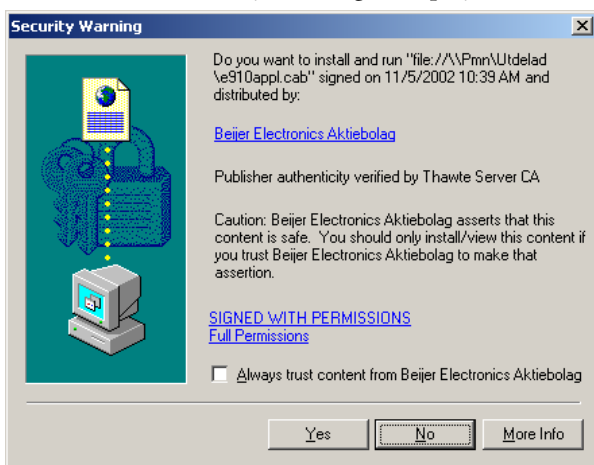 Security Warning
Do you want to install and run "file://\\Pmn\Utdelad
\e910appl.cab" signed on 11/5/2002 10:39 AM and
distributed by:
Beijer Electronics Aktiebolag
Publisher authenticity verified by Thawte Server CA
Caution: Beijer Electronics Aktiebolag asserts that this
content is safe.  You should only install/view this content if
you trust Beijer Electronics Aktiebolag to make that
assertion.
SIGNED WITH PERMISSIONS
Full Permissions
Always trust content from Beijer Electronics Aktiebolag
Yes No More Info